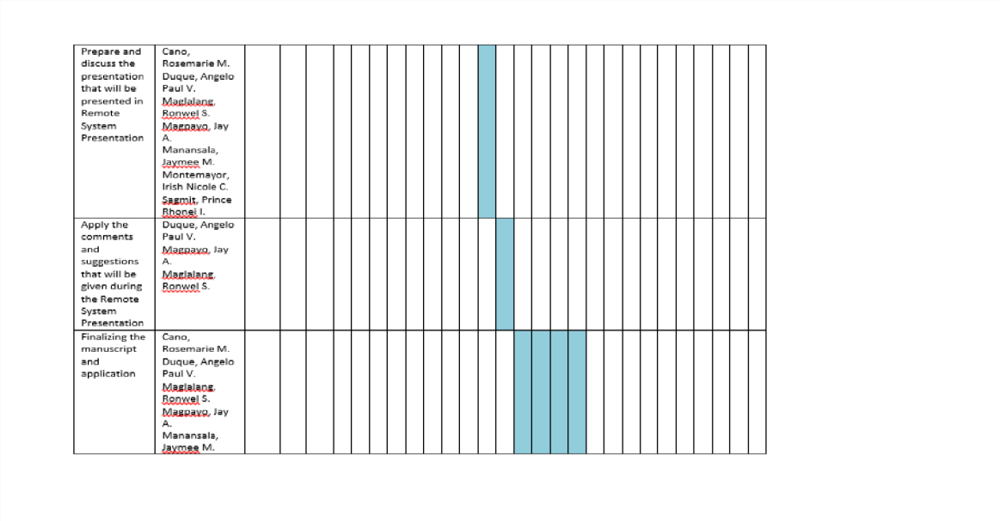 Prepare and
discuss the
presentation
that will be
presented in
Remote
System
Presentation
Cano,
Rosemarie M.
Duque, Angelo
Paul V.
Maglalang,
Ronwel S.
Magpayo, Jay
A.
Manansala,
Jaymee M.
Montemayor,
Irish Nicole C.
Sagmit, Prince
Rhonei I.
Apply the
comments
and
suggestions
that will be
given during
the Remote
System
Presentation
Duque, Angelo
Paul V.
Magpayo, Jay
A.
Maglalang,
Ronwel S.
Finalizing the
manuscript
and
application
Cano,
Rosemarie M.
Duque, Angelo
Paul V.
Maglalang,
Ronwel S.
Magpayo, Jay
A.
Manansala,
Jaymee M.